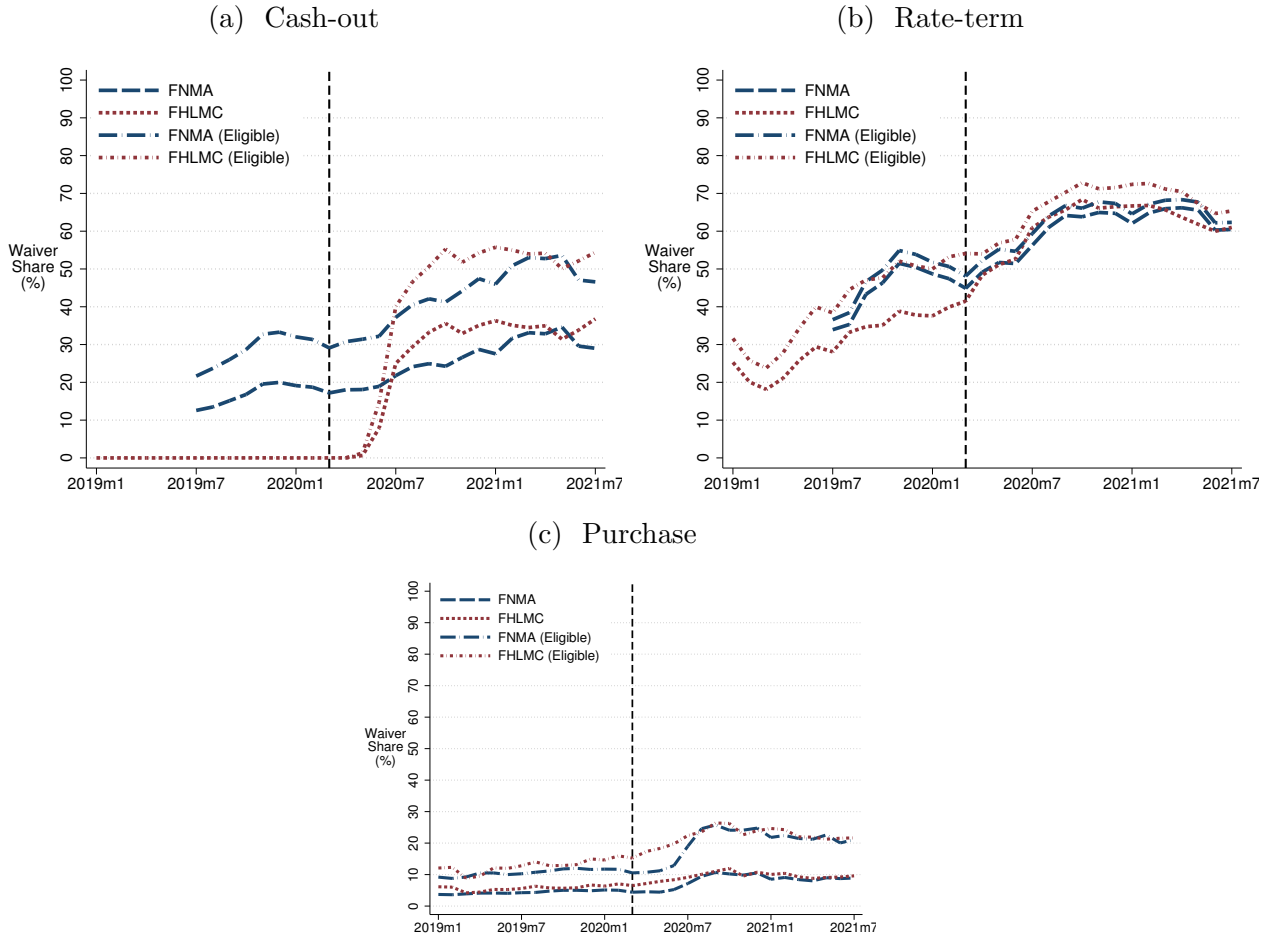 (a) Cash-out
100
90
80
70
60
50
40
30
20
10
0
Waiver
Share
(%)
FNMA
FHLMC
FNMA (Eligible)
FHLMC (Eligible)
2019m1 2019m7 2020m1 2020m7 2021m1 2021m7
(b) Rate-term
100
90
80
70
60
50
40
30
20
10
0
Waiver
Share
(%)
FNMA
FHLMC
FNMA (Eligible)
FHLMC (Eligible)
2019m1 2019m7 2020m1 2020m7 2021m1 2021m7
(c) Purchase
100
90
80
70
60
50
40
30
20
10
0
Waiver
Share
(%)
FNMA
FHLMC
FNMA (Eligible)
FHLMC (Eligible)
2019m1 2019m7 2020m1 2020m7 2021m1 2021m7